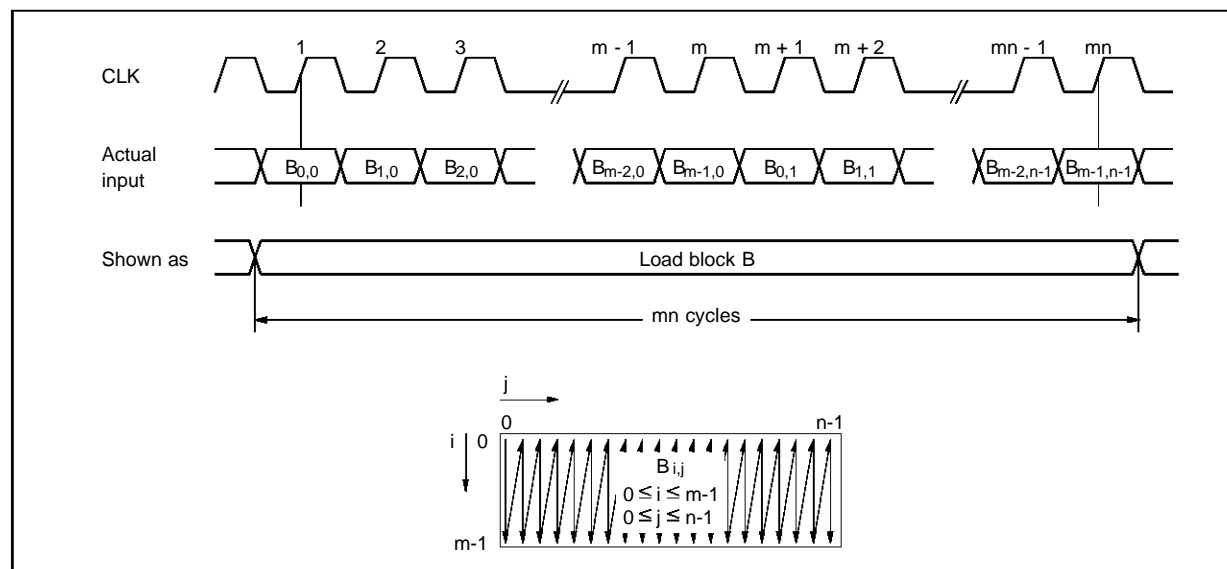 1 2 3 m - 1 m m + 1 m + 2 mn - 1 mn
CLK
Actual input
B0,0 B1,0 B2,0 Bm-2,0 Bm-1,0 B0,1 B1,1 Bm-2,n-1 Bm-1,n-1
Shown as
Load block B
mn cycles
j
0 n-1
i 0
Bi,j
0 ≤ i ≤ m-1
0 ≤ j ≤ n-1
m-1